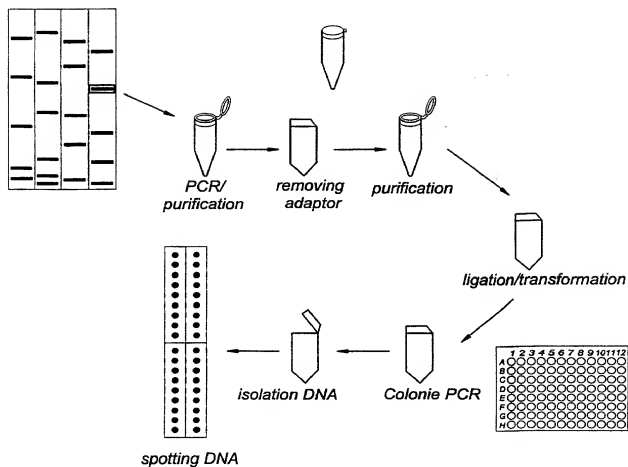 PCR/
purification
removing
adaptor
purification
ligation/transformation
1 2 3 4 5 6 7 8 9 10 11 12
A
B
C
D
E
F
G
H
Colonie PCR
isolation DNA
spotting DNA